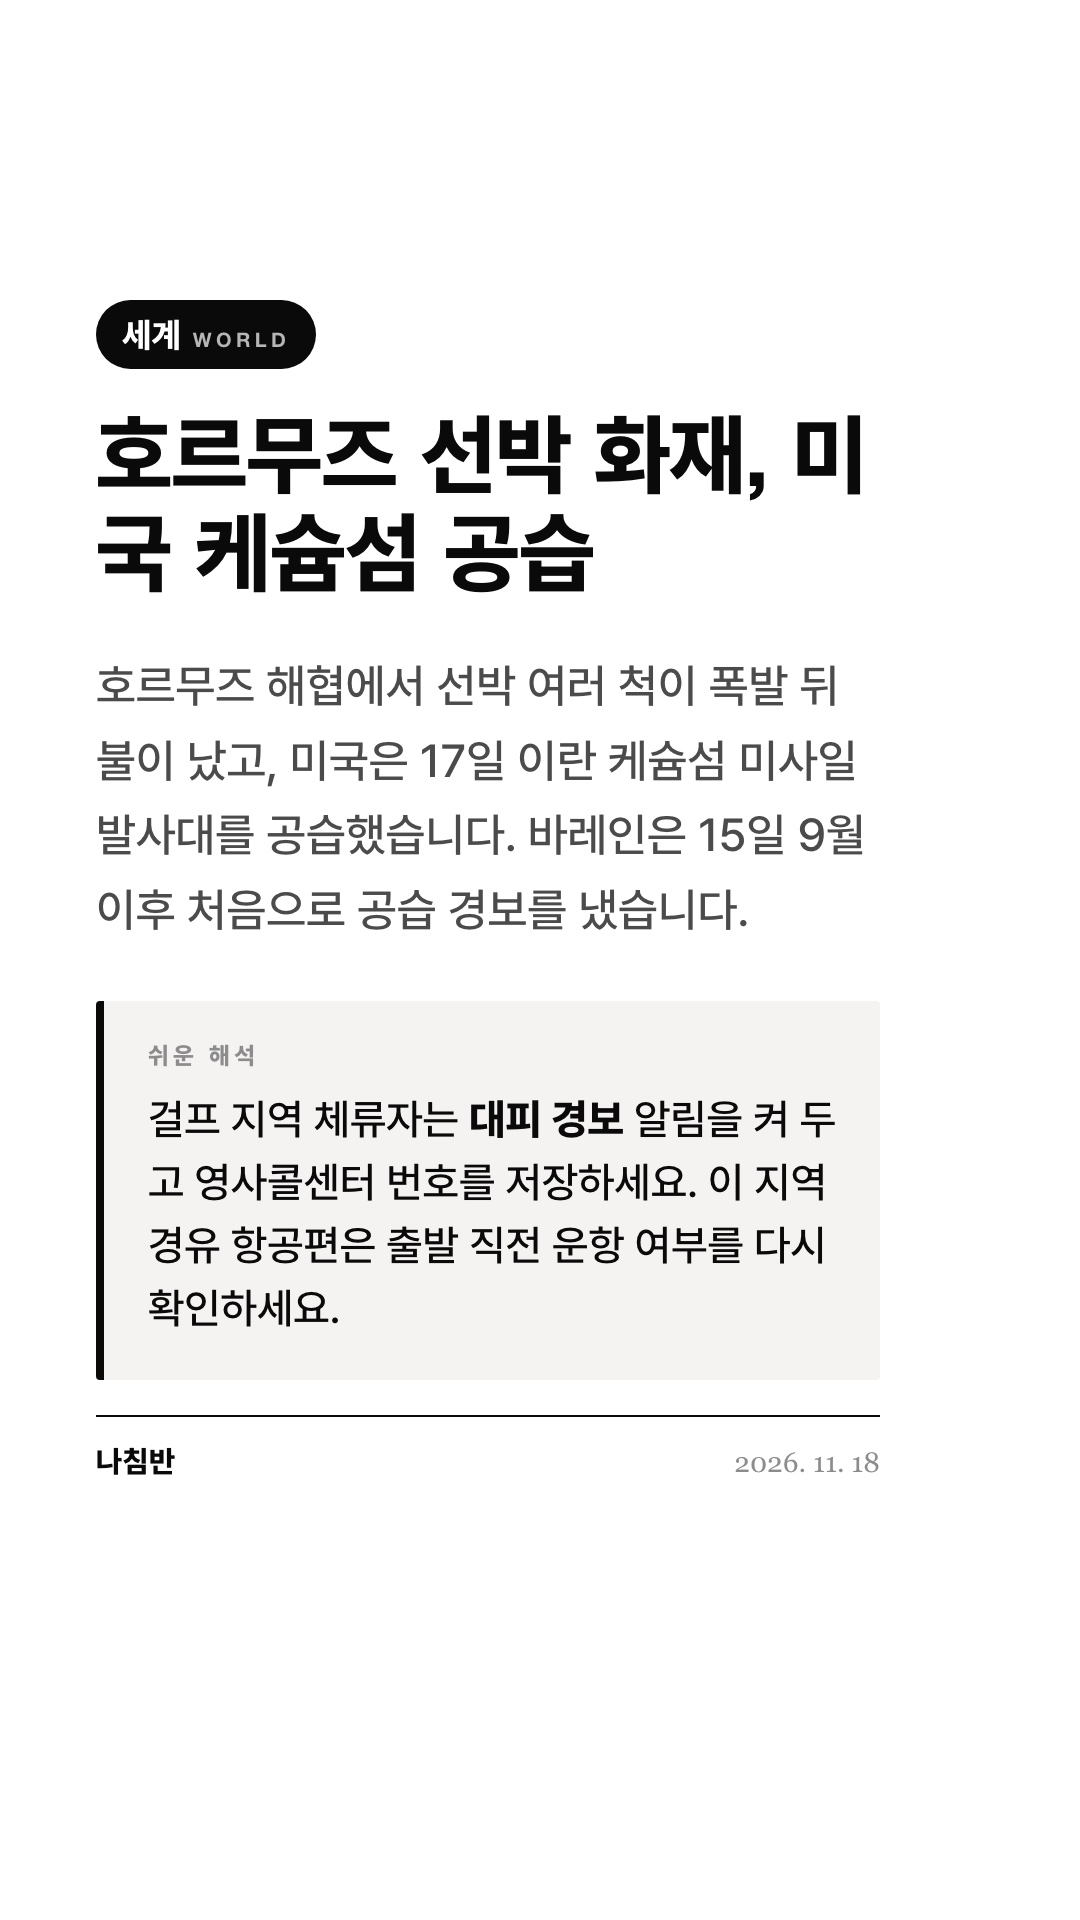 세계 WORLD
호르무즈 선박 화재, 미
국 케슘섬 공습
호르무즈 해협에서 선박 여러 척이 폭발 뒤
불이 났고, 미국은 17일 이란 케슘섬 미사일
발사대를 공습했습니다. 바레인은 15일 9월
이후 처음으로 공습 경보를 냈습니다.
쉬운 해석
걸프 지역 체류자는 대피 경보 알림을 켜 두
고 영사콜센터 번호를 저장하세요. 이 지역
경유 항공편은 출발 직전 운항 여부를 다시
확인하세요.
나침반 2026. 11. 18